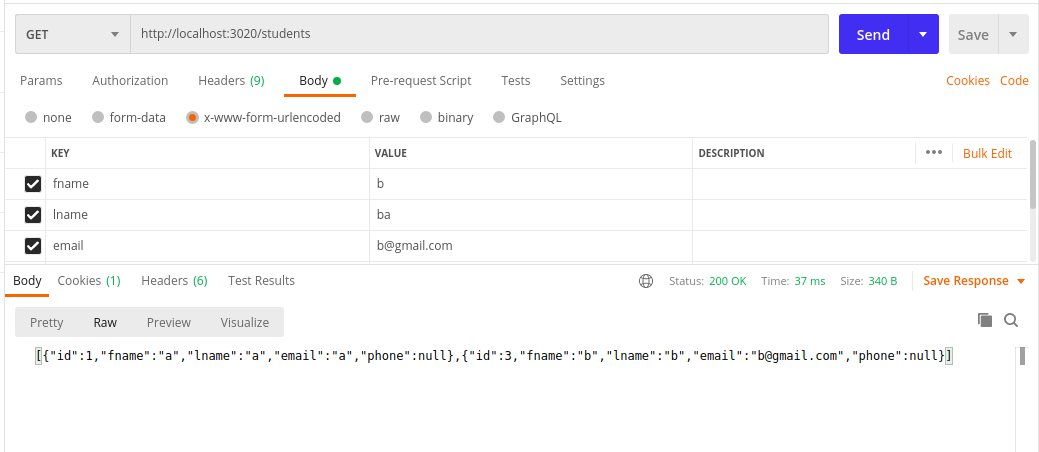 GET http://localhost:3020/students Send Save
Params Authorization Headers (9) Body Pre-request Script Tests Settings Cookies Code
none form-data x-www-form-urlencoded raw binary GraphQL
KEY VALUE DESCRIPTION ••• Bulk Edit
fname b
lname ba
email b@gmail.com
Body Cookies (1) Headers (6) Test Results Status: 200 OK Time: 37 ms Size: 340 B Save Response
Pretty Raw Preview Visualize
[{"id":1,"fname":"a","lname":"a","email":"a","phone":null},{"id":3,"fname":"b","lname":"b","email":"b@gmail.com","phone":null}]